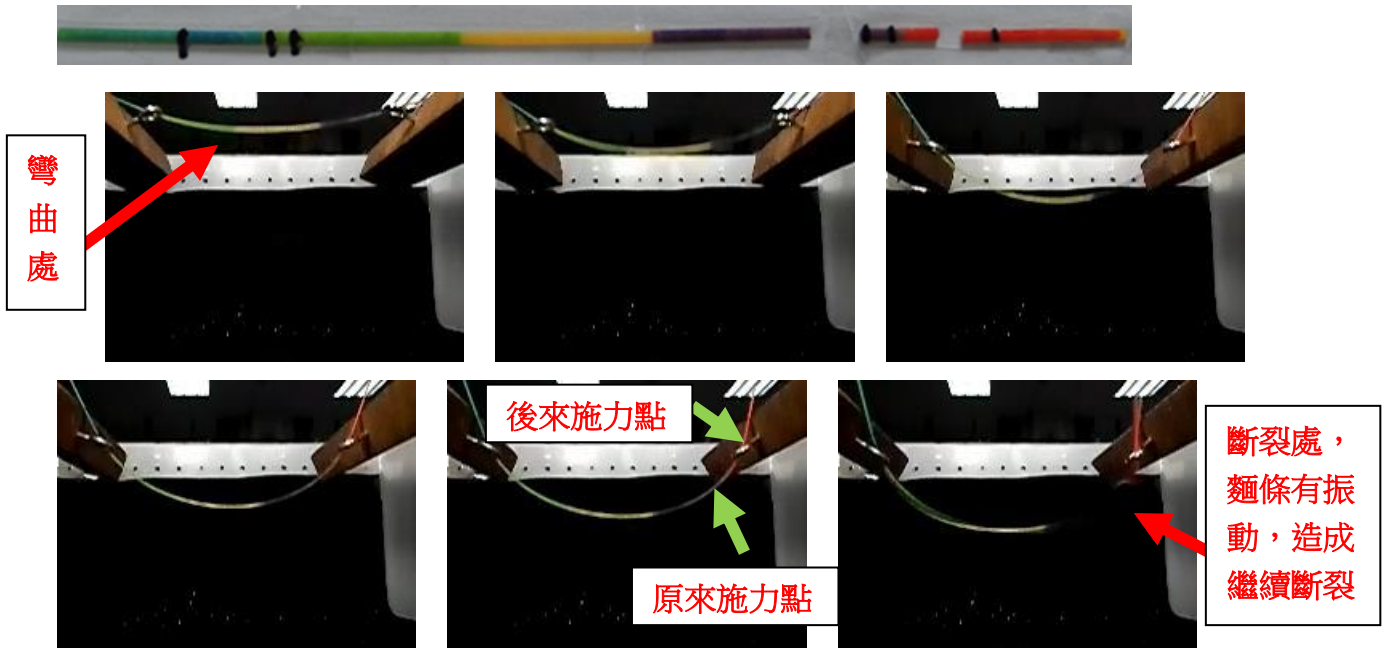 彎
曲
處
後來施力點
原來施力點
斷裂處，
麵條有振
動，造成
繼續斷裂